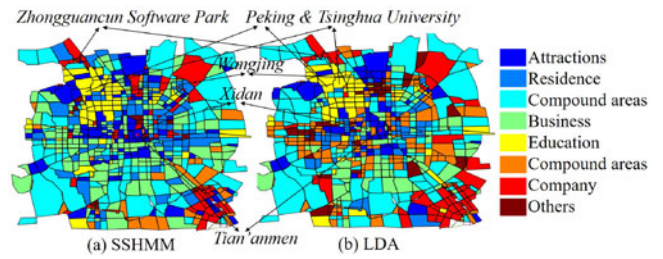 Zhongguancun Software Park Peking & Tsinghua University
Wangjing
Xidan
Tian'anmen
(a) SSHMM
(b) LDA
Attractions
Residence
Compound areas
Business
Education
Compound areas
Company
Others